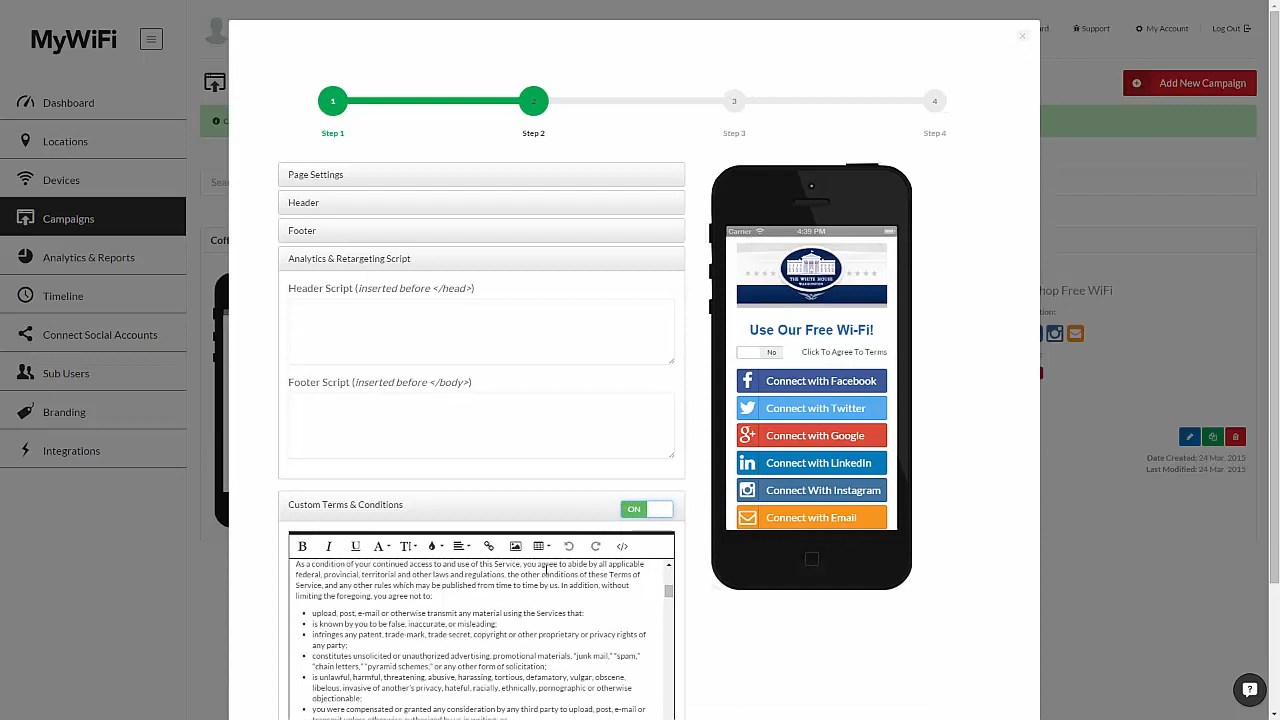 MyWiFi
Support
My Account
Log Out
Add New Campaign
Dashboard
Locations
Devices
Campaigns
Analytics & Reports
Timeline
Connect Social Accounts
Sub Users
Branding
Integrations
1
2
3
4
Step 1
Step 2
Step 3
Step 4
Page Settings
Header
Footer
Analytics & Retargeting Script
Header Script (inserted before </head>)
Footer Script (inserted before </body>)
Custom Terms & Conditions
ON
As a condition of your continued access to and use of this Service, you agree to abide by all applicable
federal, provincial, territorial and other laws and regulations, the other conditions of these Terms of
Service, and any other rules which may be published from time to time by us. In addition, without
limiting the foregoing, you agree not to:
upload, post, e-mail or otherwise transmit any material using the Services that:
is known by you to be false, inaccurate, or misleading;
infringes any patent, trade-mark, trade secret, copyright or other proprietary or privacy rights of
any party;
constitutes unsolicited or unauthorized advertising, promotional materials, "junk mail," "spam,"
"chain letters," "pyramid schemes," or any other form of solicitation;
is unlawful, harmful, threatening, abusive, harassing, tortious, defamatory, vulgar, obscene,
libelous, invasive of another's privacy, hateful, racially, ethnically, pornographic or otherwise
objectionable;
you were compensated or granted any consideration by any third party to upload, post, e-mail or
Carrier
4:39 PM
THE WHITE HOUSE
WASHINGTON
Use Our Free Wi-Fi!
No
Click To Agree To Terms
Connect with Facebook
Connect with Twitter
Connect with Google
Connect with LinkedIn
Connect With Instagram
Connect with Email
hop Free WiFi
Date Created: 24 Mar, 2015
Last Modified: 24 Mar, 2015